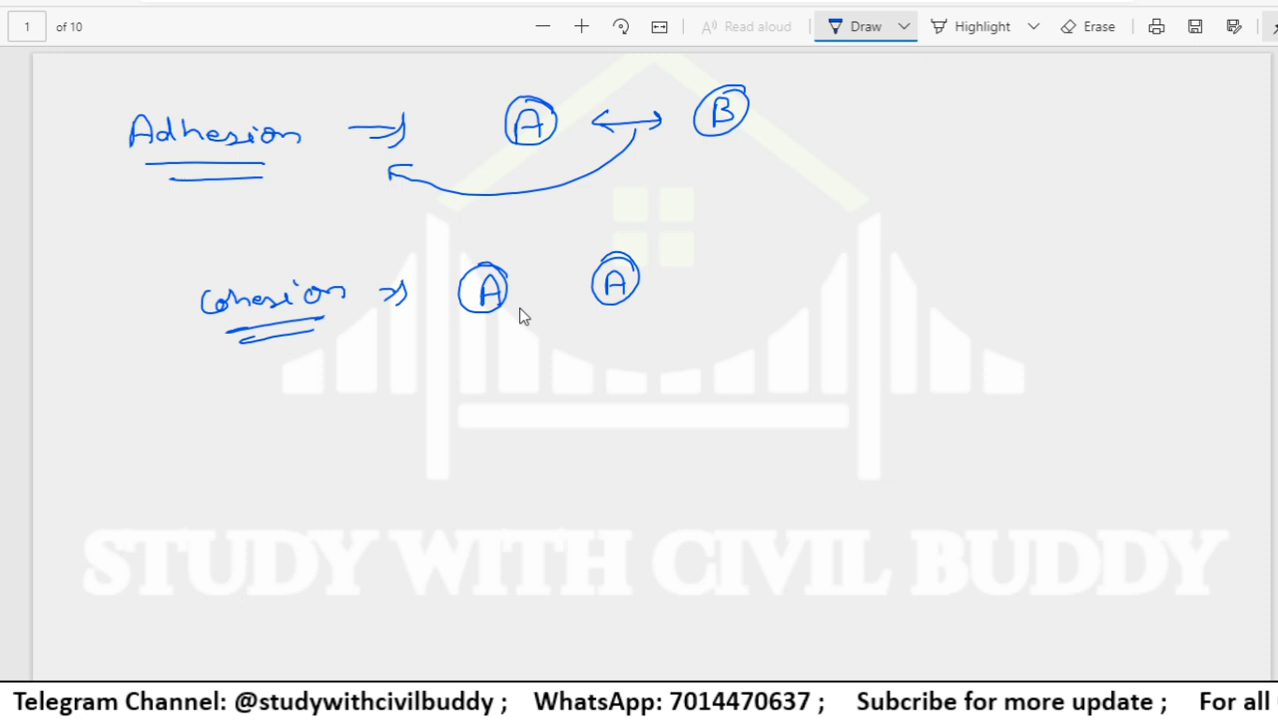 1 of 10 Read aloud Draw Highlight Erase
Adhesion ⇒ A ↔ B
Cohesion ⇒ A A
STUDY WITH CIVIL BUDDY
Telegram Channel: @studywithcivilbuddy ; WhatsApp: 7014470637 ; Subcribe for more update ; For all